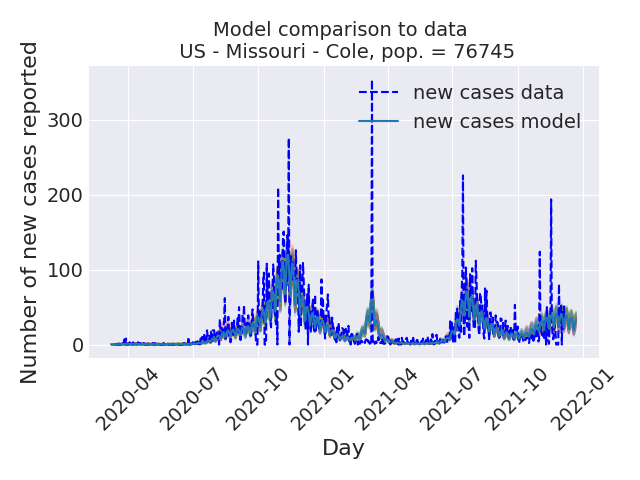 Model comparison to data
US - Missouri - Cole, pop. = 76745
Number of new cases reported
300
200
100
0
new cases data
new cases model
2020-04
2020-07
2020-10
2021-01
2021-04
2021-07
2021-10
2022-01
Day